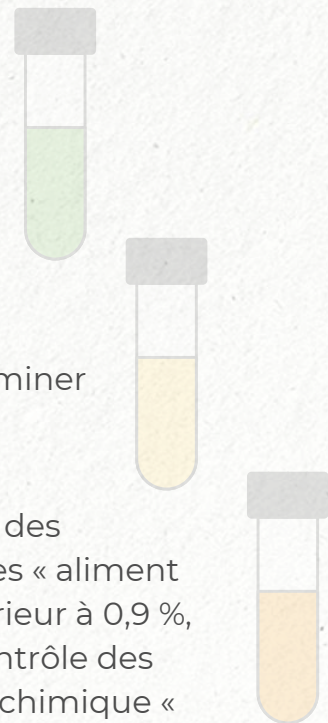 miner
des
es « aliment
rieur à 0,9 %,
ntrôle des
chimique «